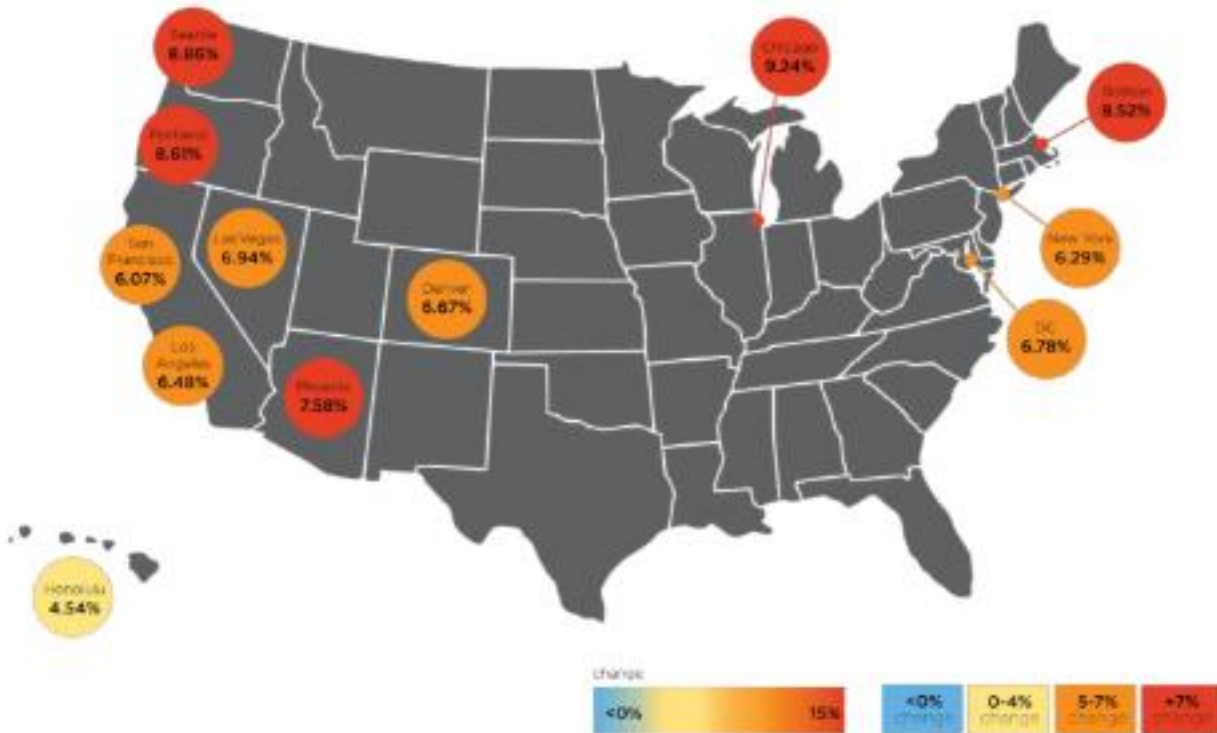 Seattle
8.86%
Chicago
9.24%
Boston
8.52%
Portland
8.61%
San
Francisco
6.07%
Las Vegas
6.94%
Denver
6.67%
New York
6.29%
DC
6.78%
Los
Angeles
6.48%
Phoenix
7.58%
Honolulu
4.54%
change
<0%
15%
<0%
change
0-4%
change
5-7%
change
+7%
change